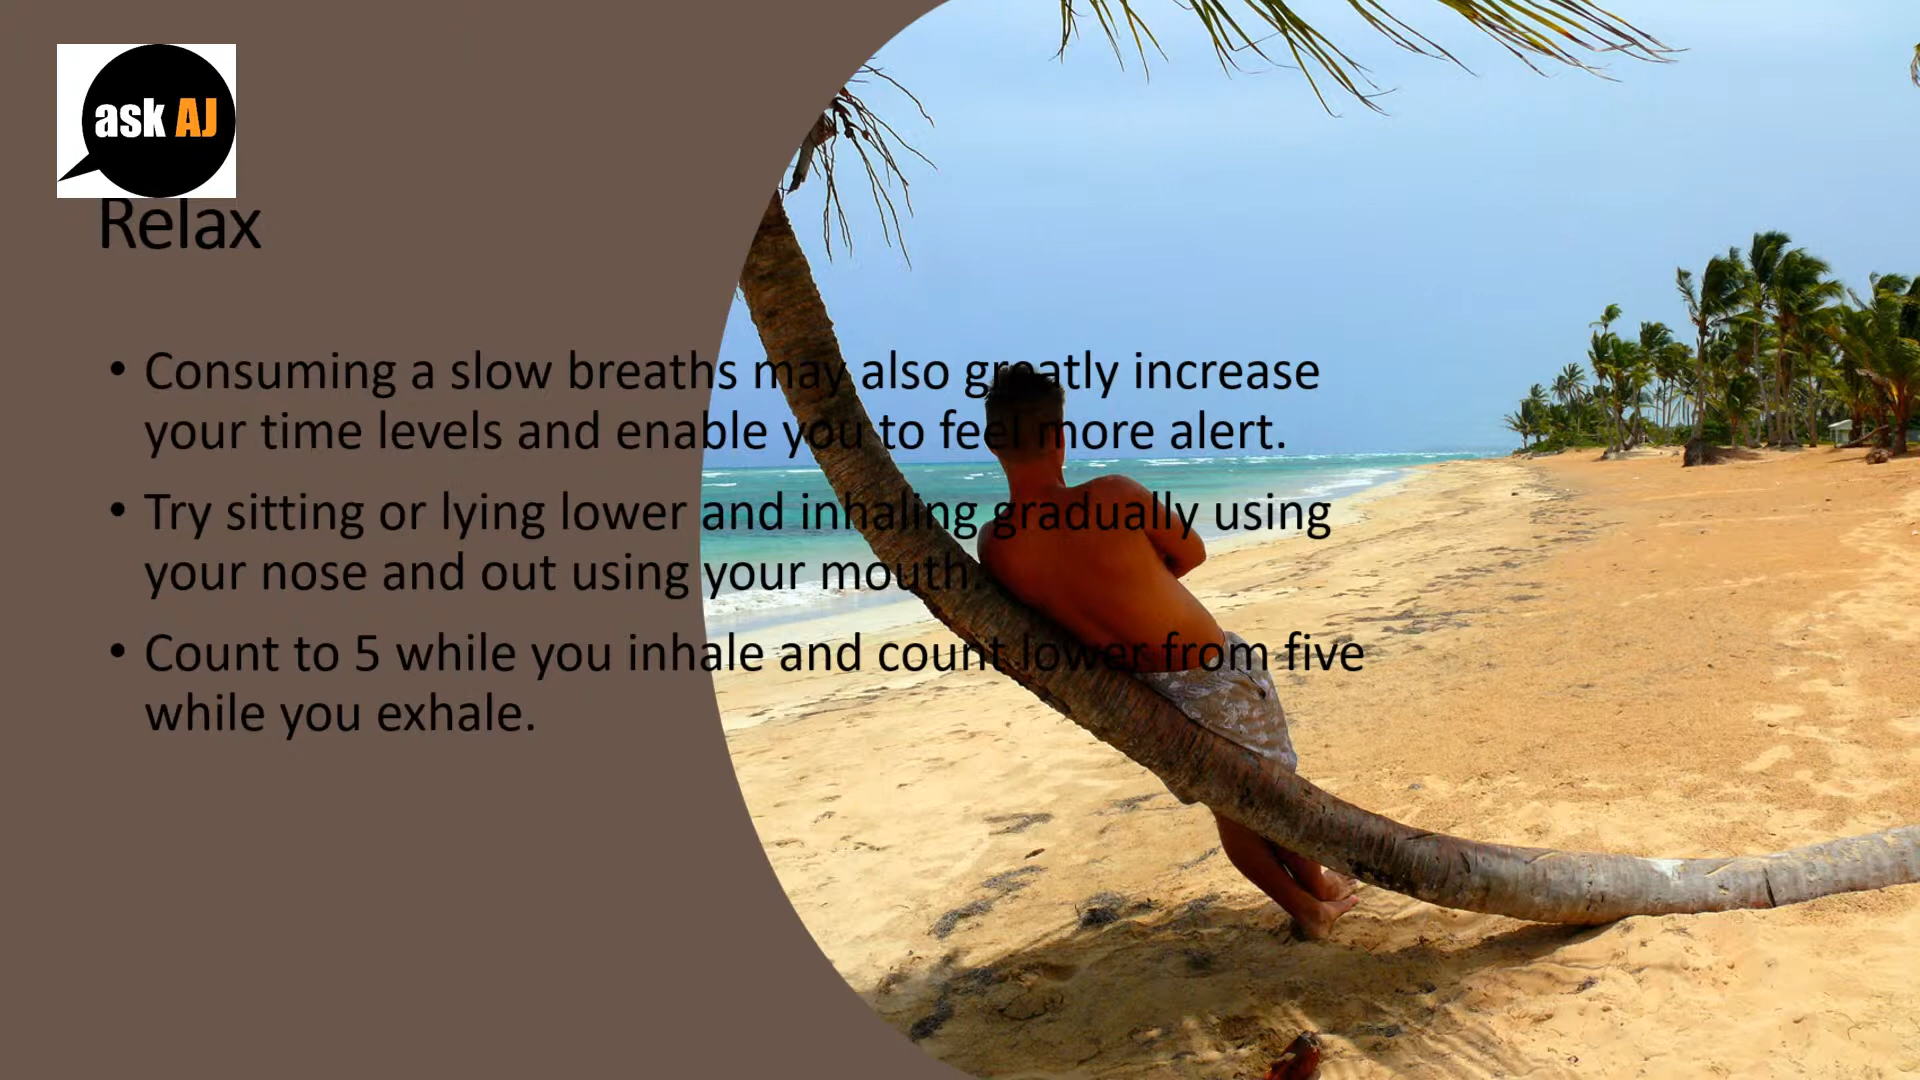 ask AJ
Relax
• Consuming a slow breaths may also greatly increase
your time levels and enable you to feel more alert.
• Try sitting or lying lower and inhaling gradually using
your nose and out using your mouth.
• Count to 5 while you inhale and count lower from five
while you exhale.